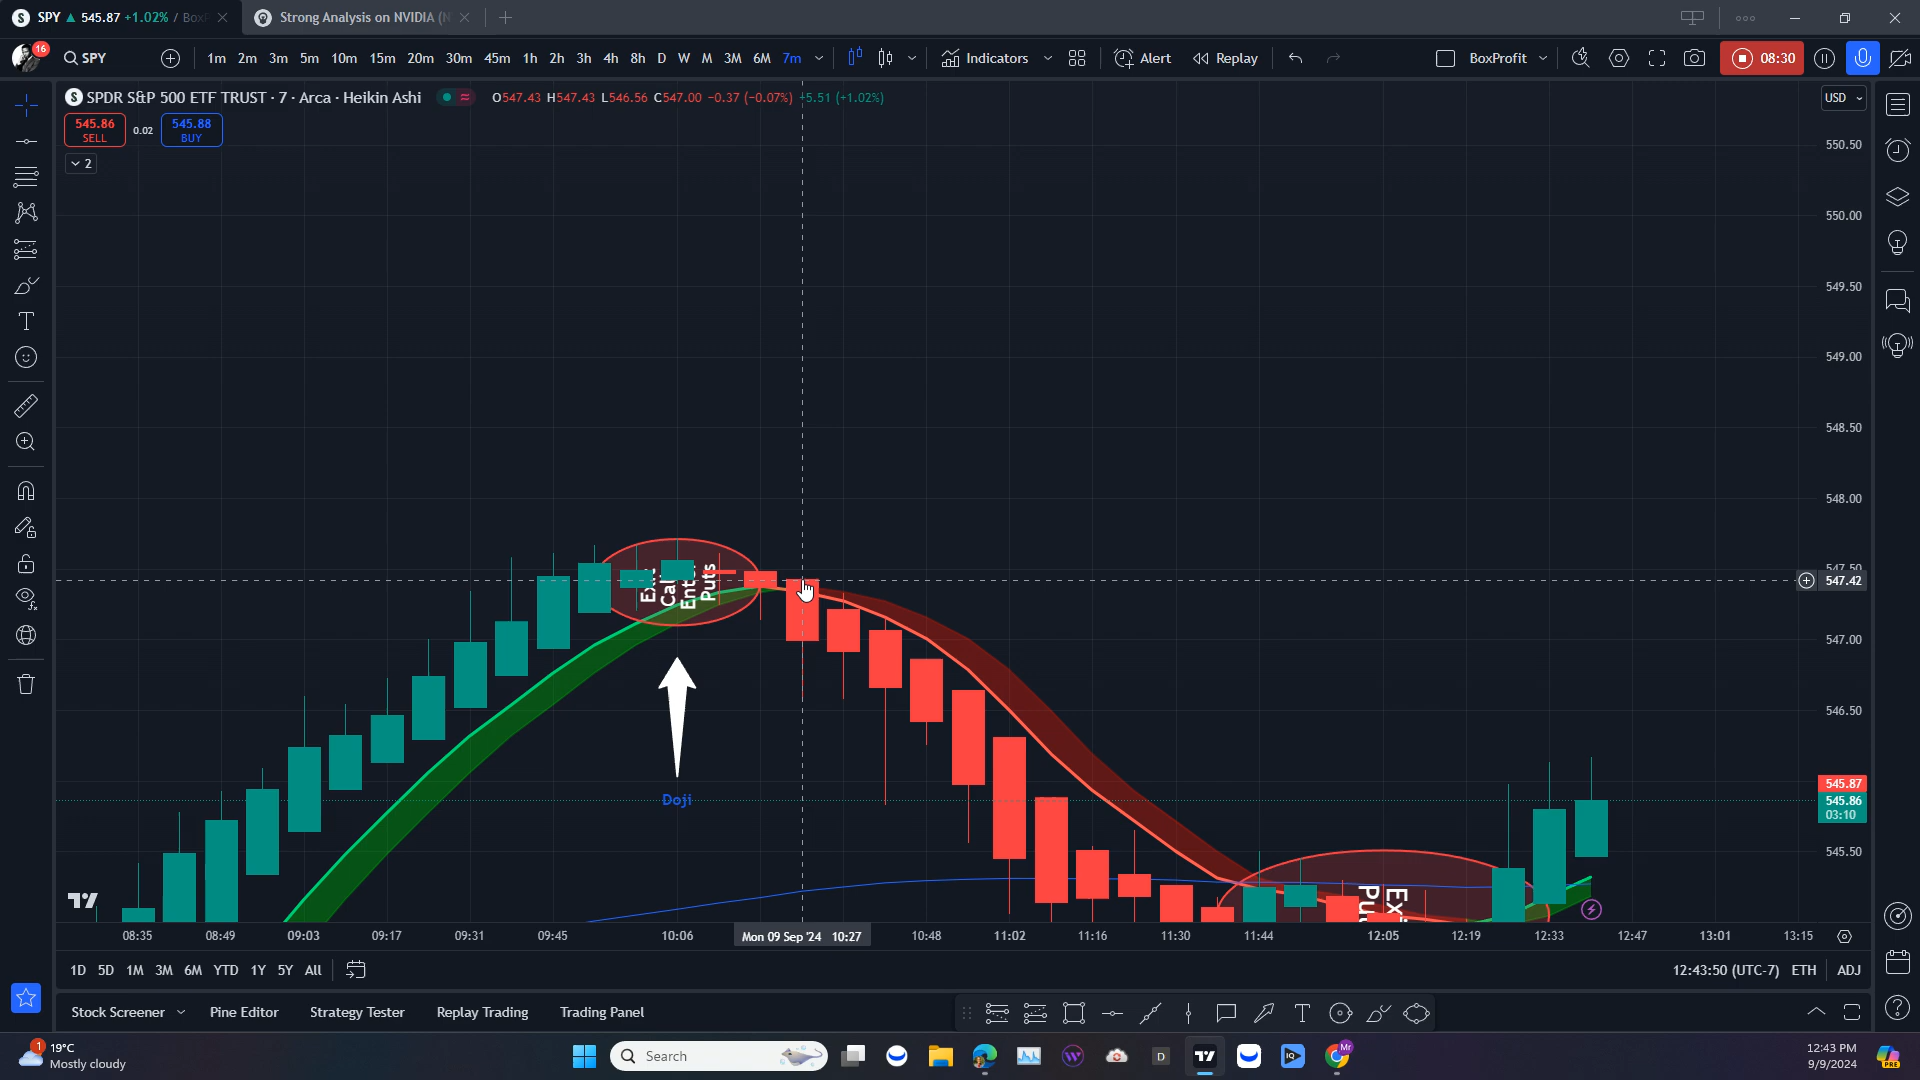 SPY 545.87 +1.02% / Box
Strong Analysis on NVIDIA (N
16
SPY
1m 2m 3m 5m 10m 15m 20m 30m 45m 1h 2h 3h 4h 8h D W M 3M 6M 7m
Indicators
Alert
Replay
BoxProfit
08:30
SPDR S&P 500 ETF TRUST · 7 · Arca · Heikin Ashi
O547.43 H547.43 L546.56 C547.00 −0.37 (−0.07%) +5.51 (+1.02%)
USD
545.86
SELL
0.02
545.88
BUY
2
550.50
550.00
549.50
549.00
548.50
548.00
547.50
547.42
547.00
546.50
545.87
545.86
03:10
545.50
Enter
Puts
Doji
08:35 08:49 09:03 09:17 09:31 09:45 10:06 Mon 09 Sep '24 10:27 10:48 11:02 11:16 11:30 11:44 12:05 12:19 12:33 12:47 13:01 13:15
1D 5D 1M 3M 6M YTD 1Y 5Y All
12:43:50 (UTC-7) ETH ADJ
Stock Screener
Pine Editor
Strategy Tester
Replay Trading
Trading Panel
1
19°C
Mostly cloudy
Search
12:43 PM
9/9/2024